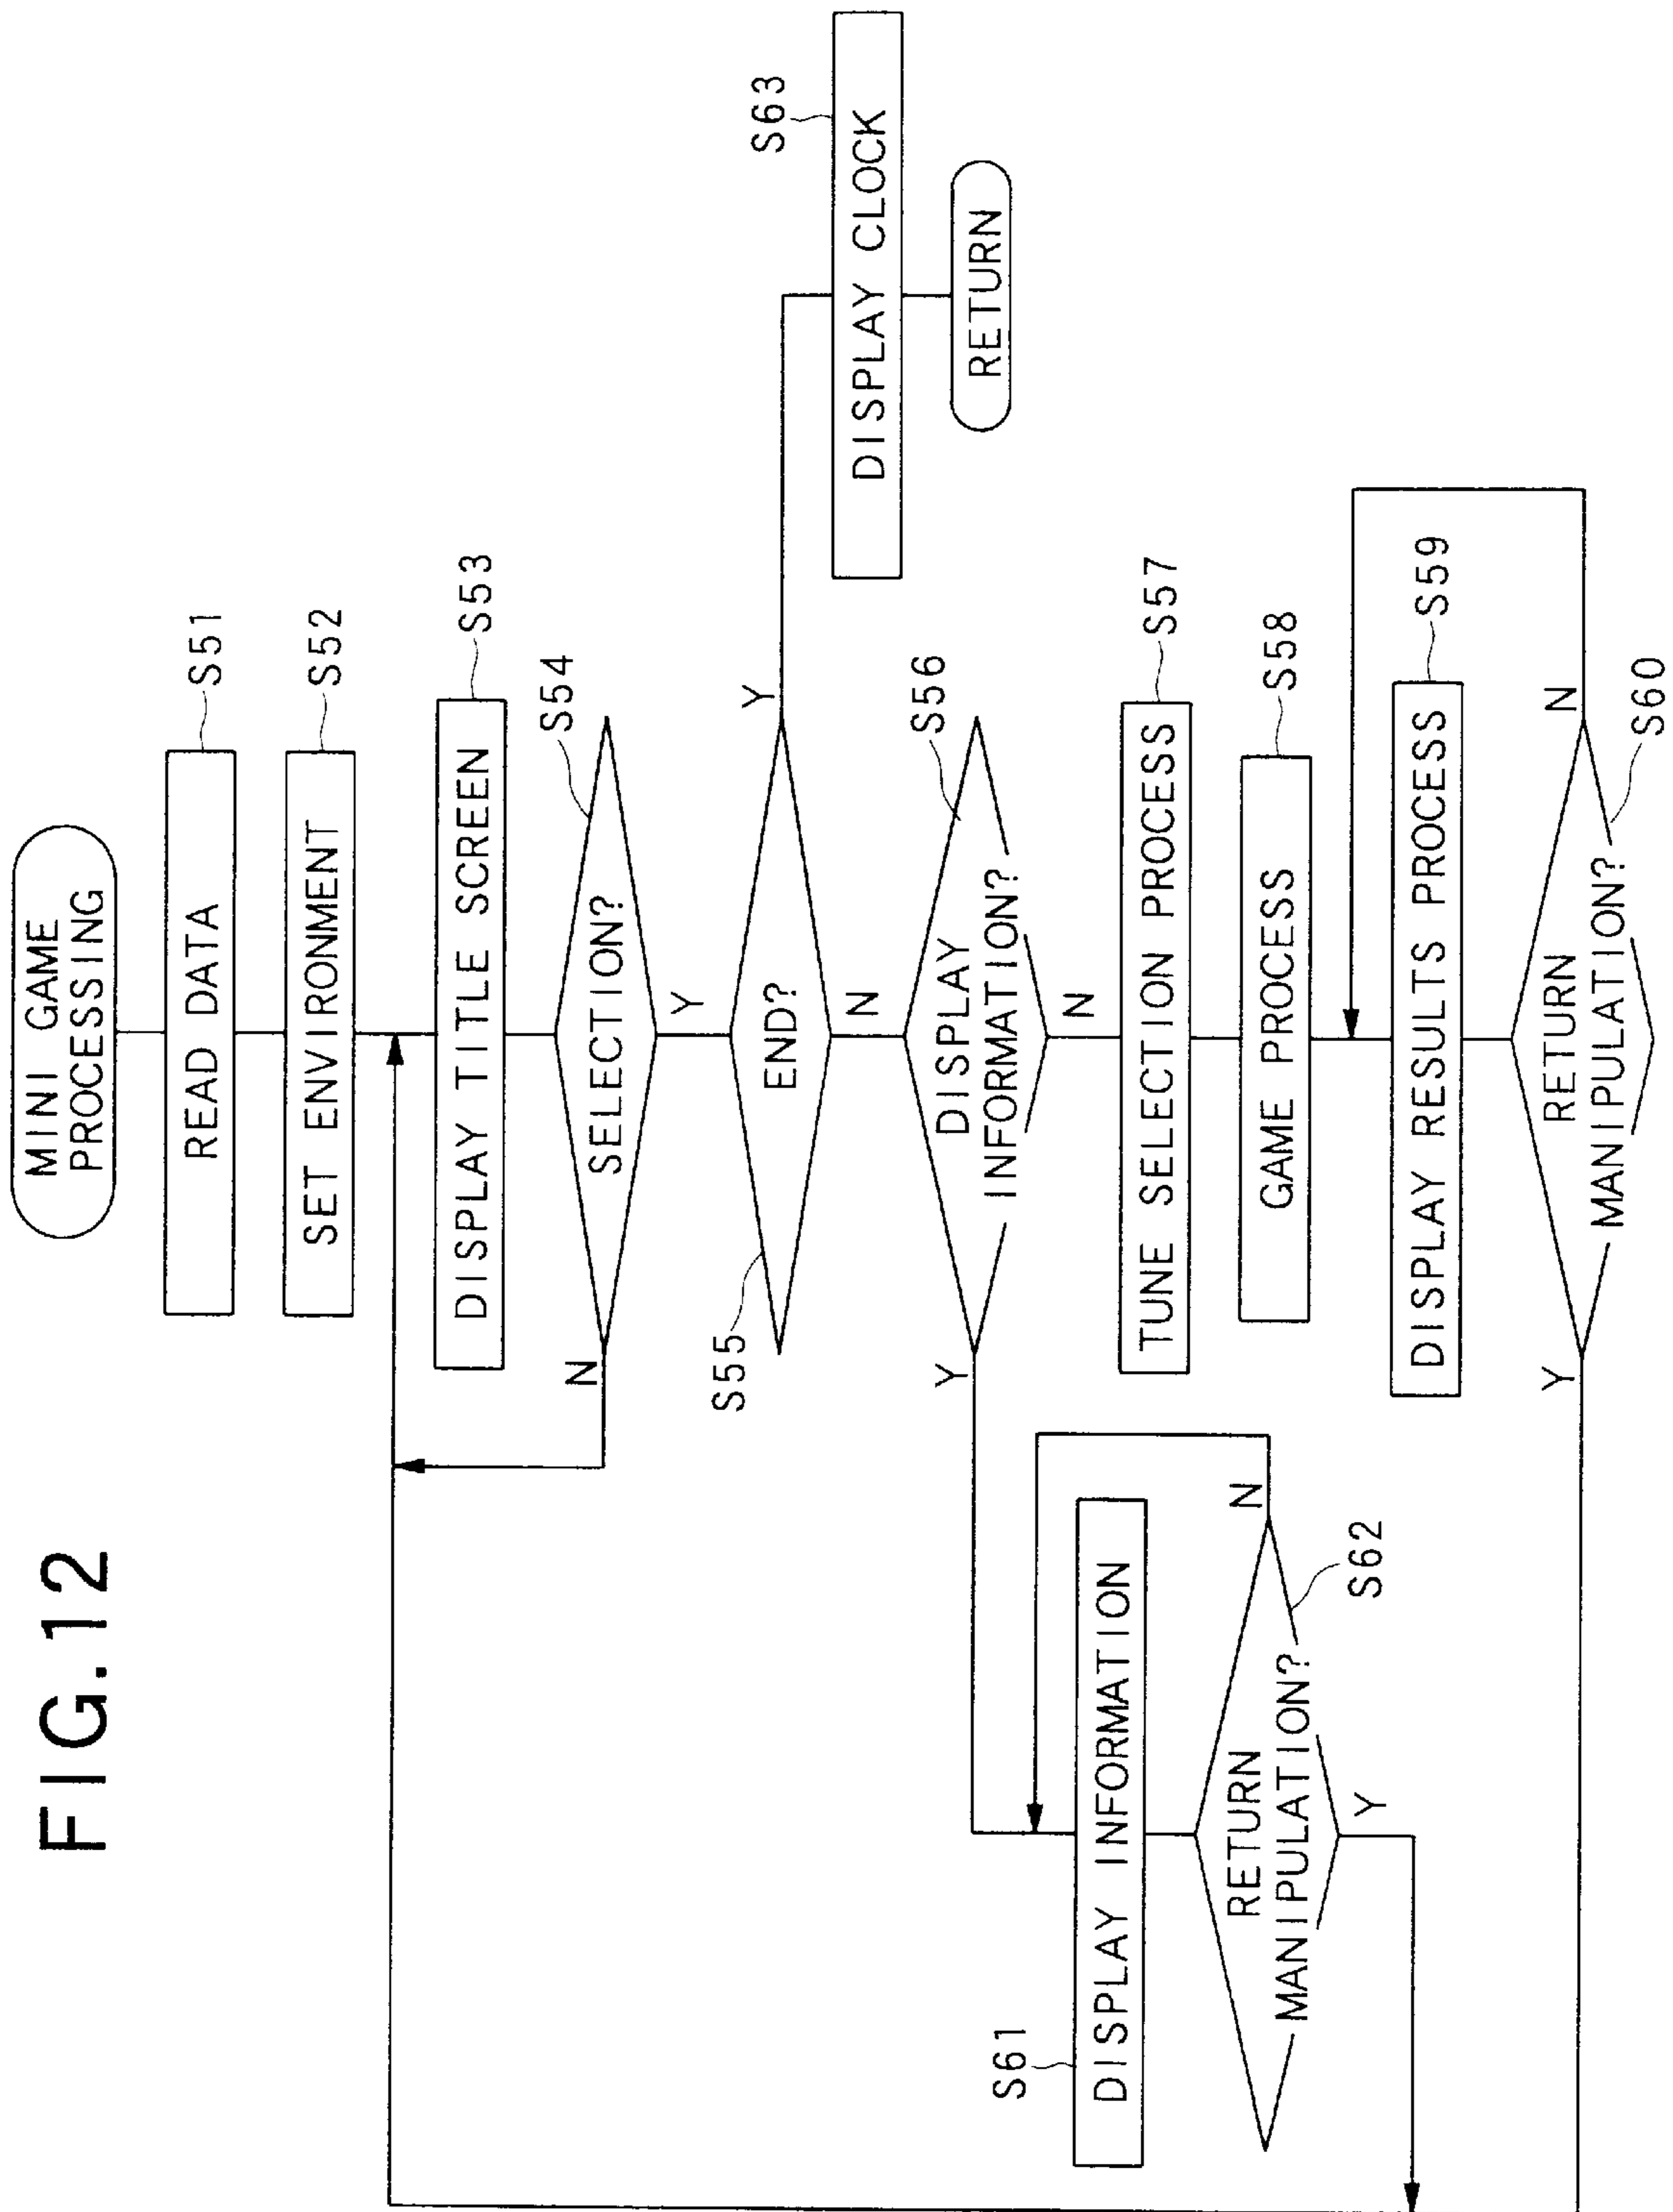 FIG.12
MINI GAME
PROCESSING
READ DATA
S51
SET ENVIRONMENT
S52
DISPLAY TITLE SCREEN
S53
SELECTION?
S54
N
Y
END?
S55
Y
N
S63
DISPLAY CLOCK
RETURN
DISPLAY
INFORMATION?
S56
Y
N
TUNE SELECTION PROCESS
S57
GAME PROCESS
S58
DISPLAY RESULTS PROCESS
S59
RETURN
MANIPULATION?
S60
Y
N
S61
DISPLAY INFORMATION
RETURN
MANIPULATION?
S62
N
Y